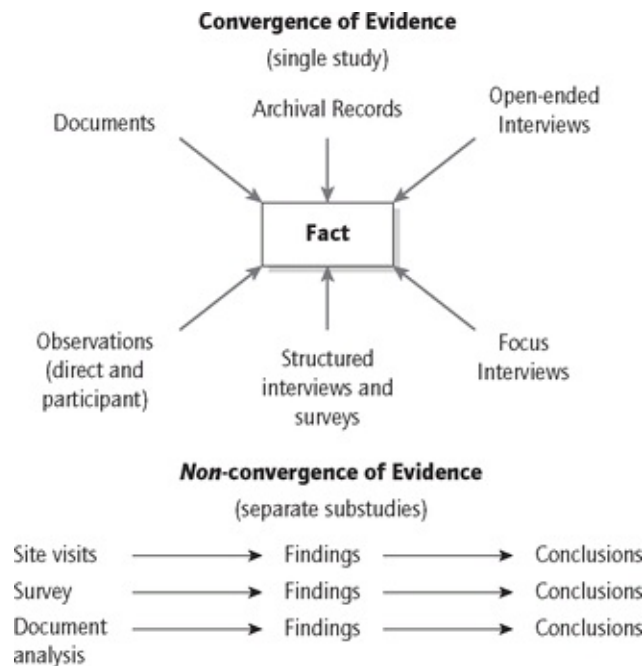 Convergence of Evidence
(single study)
Documents
Archival Records
Open-ended
Interviews
Fact
Observations
(direct and
participant)
Structured
interviews and
surveys
Focus
Interviews
Non-convergence of Evidence
(separate substudies)
Site visits Findings Conclusions
Survey Findings Conclusions
Document Findings Conclusions
analysis